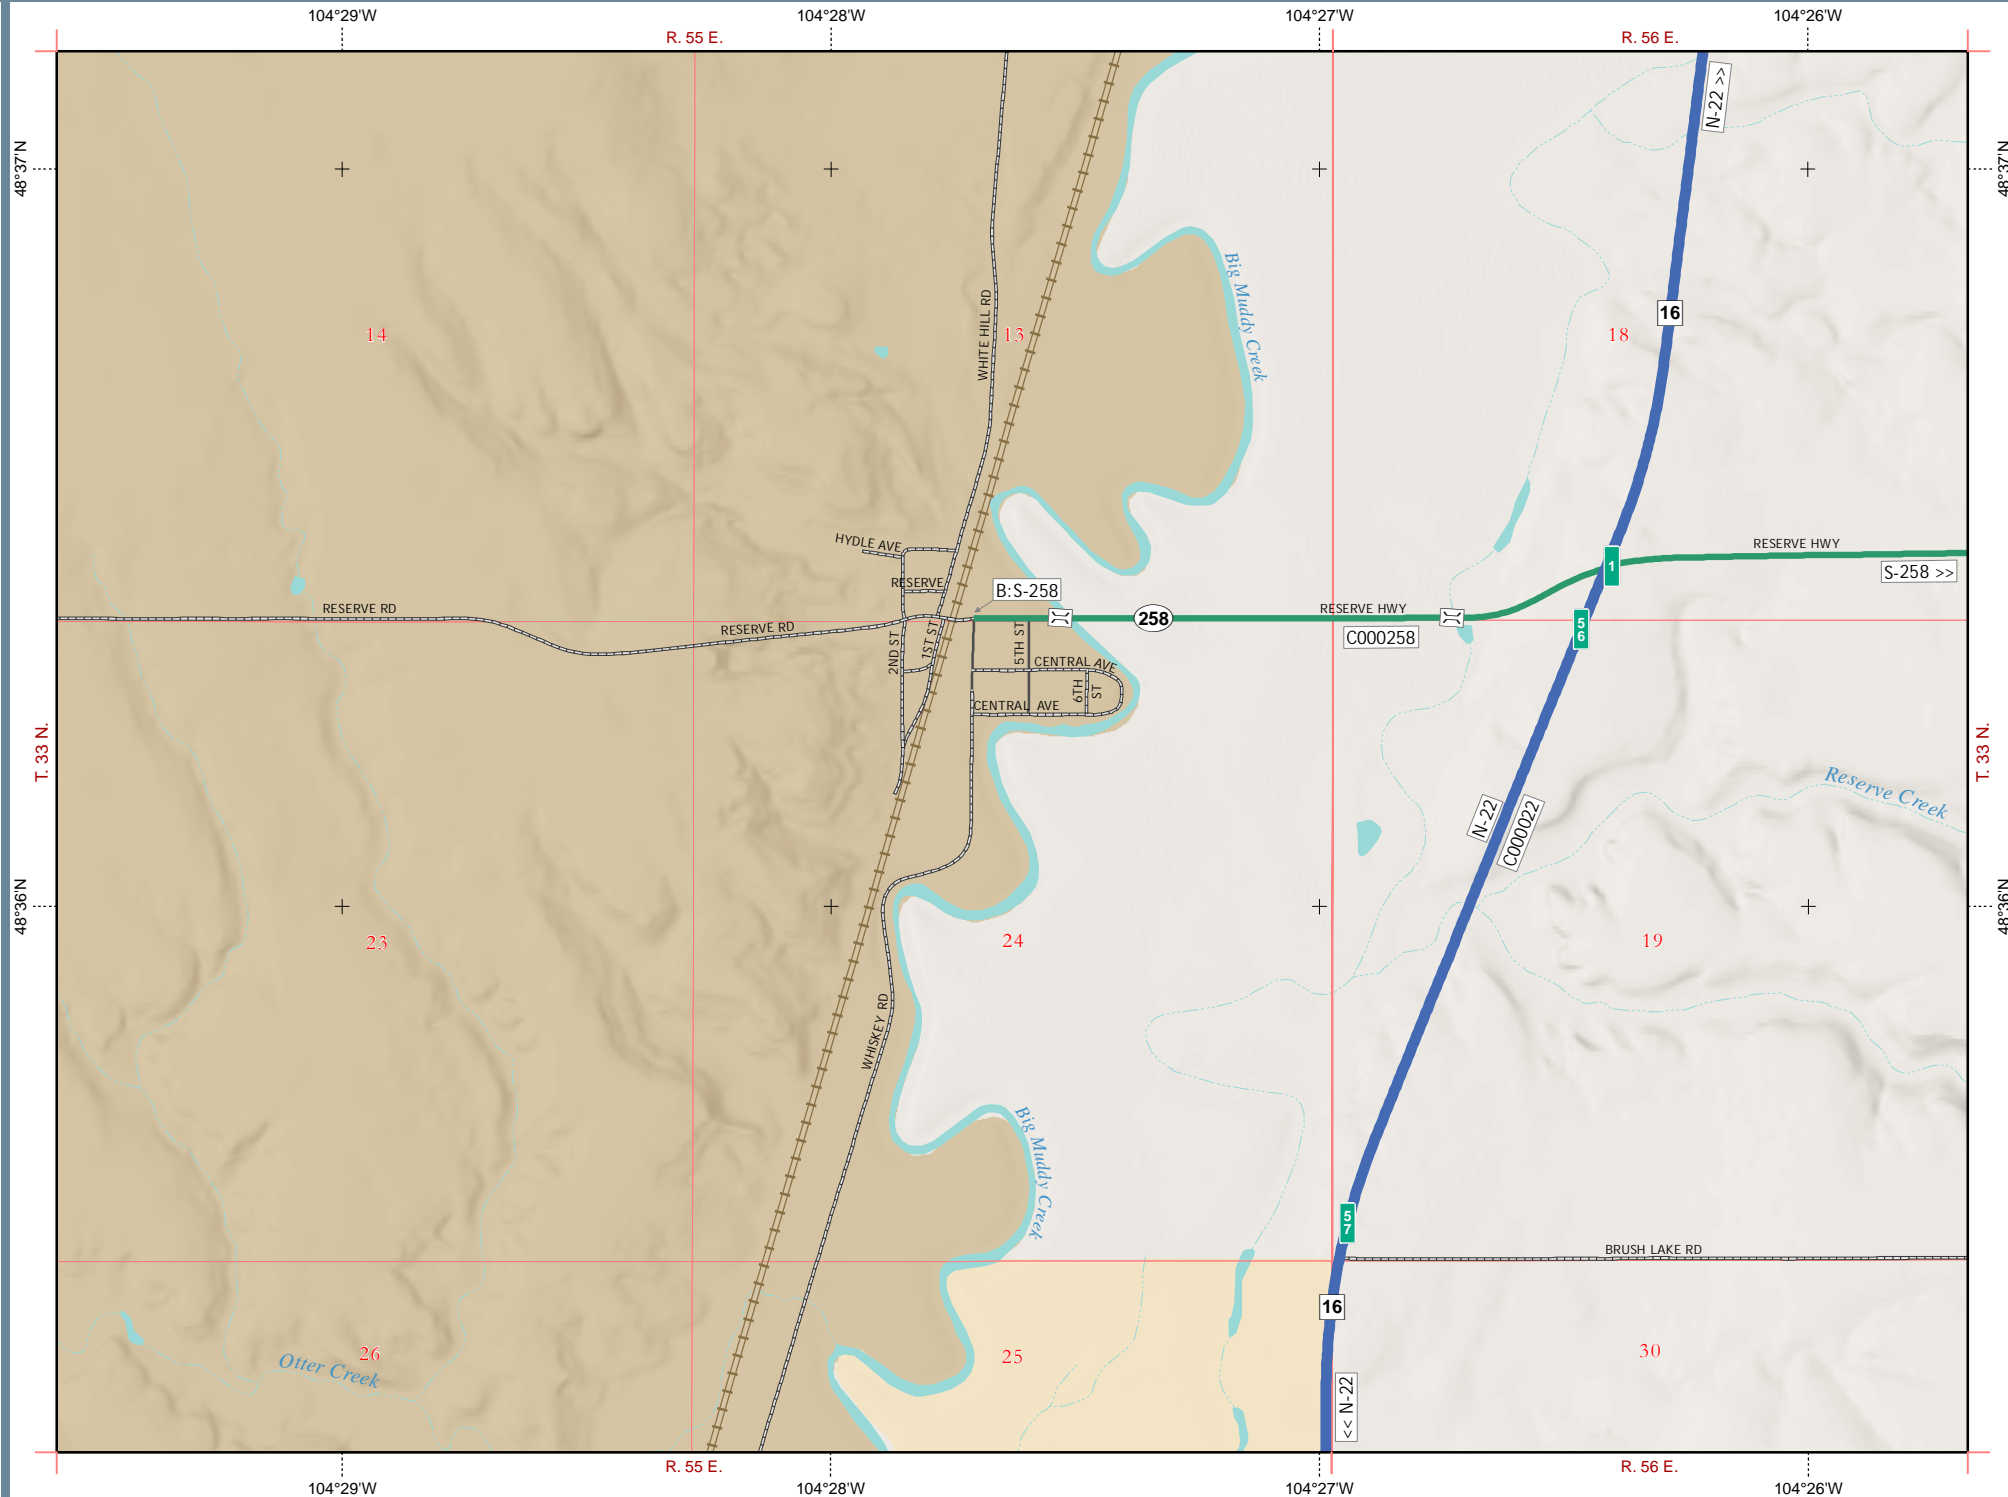 104°29'W
104°28'W
104°27'W
104°26'W
R. 55 E.
R. 56 E.
N-22 >>
48°37'N
48°37'N
Big Muddy Creek
WHITE HILL RD
16
14
13
18
HYDLE AVE
RESERVE
B:S-258
RESERVE HWY
1
S-258 >>
RESERVE RD
RESERVE RD
258
RESERVE HWY
C000258
56
2ND ST
1ST ST
5TH ST
CENTRAL AVE
6TH ST
CENTRAL AVE
T. 33 N.
T. 33 N.
Reserve Creek
N-22
C000022
48°36'N
48°36'N
23
24
19
WHISKEY RD
Big Muddy Creek
57
BRUSH LAKE RD
16
Otter Creek
26
25
30
<< N-22
R. 55 E.
R. 56 E.
104°29'W
104°28'W
104°27'W
104°26'W